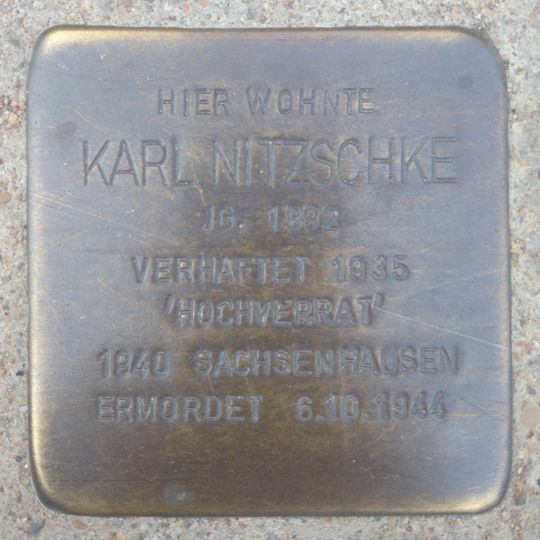 HIER WOHNTE
KARL NITZSCHKE
JG. 1892
VERHAFTET 1935
'HOCHVERRAT'
1940 SACHSENHAUSEN
ERMORDET 6.10.1944